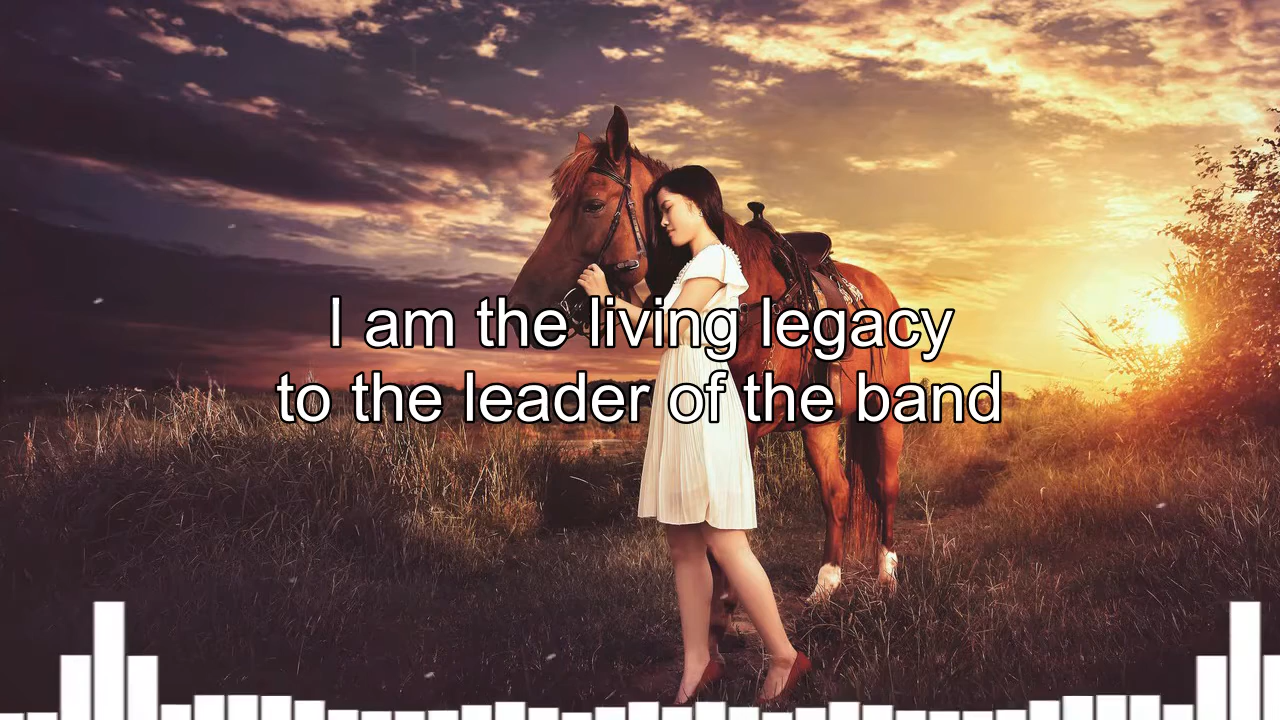 I am the living legacy
to the leader of the band